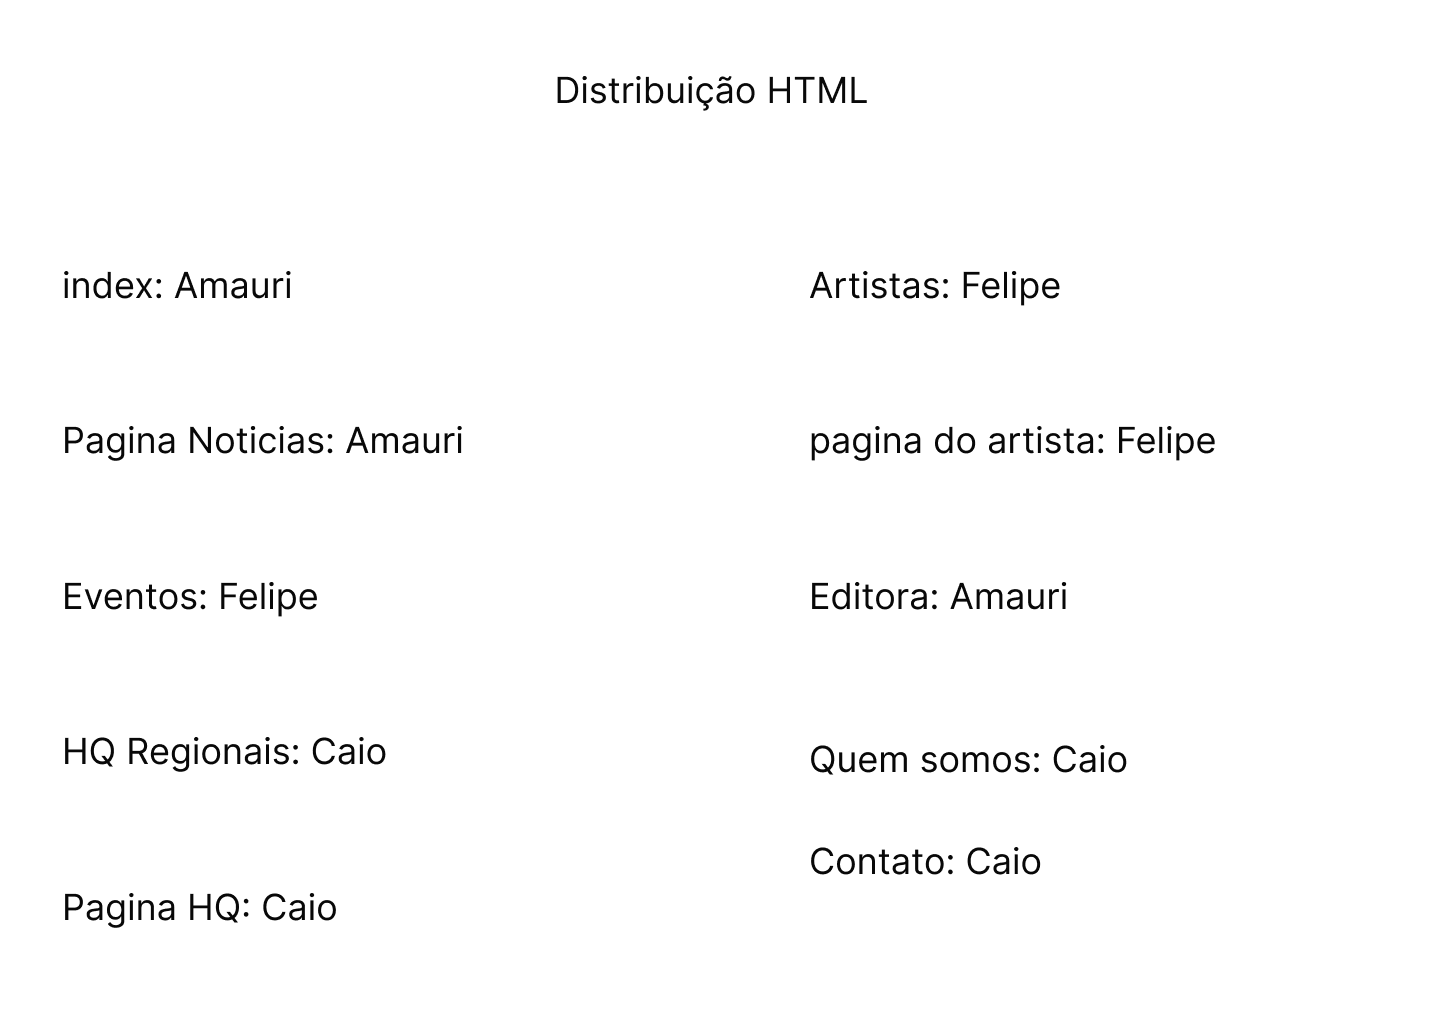 Distribuição HTML
index: Amauri
Pagina Noticias: Amauri
Eventos: Felipe
HQ Regionais: Caio
Pagina HQ: Caio
Artistas: Felipe
pagina do artista: Felipe
Editora: Amauri
Quem somos: Caio
Contato: Caio